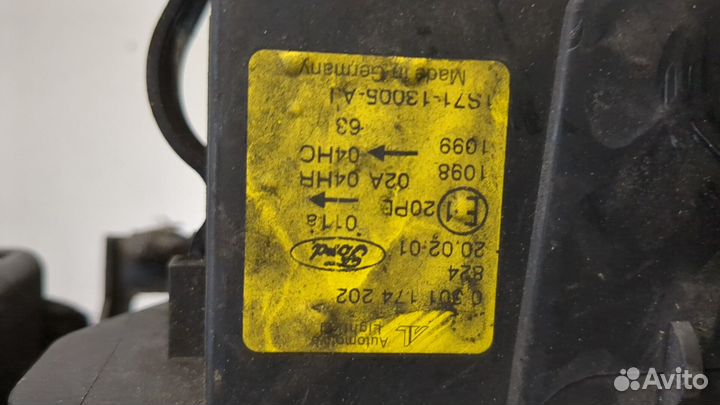 AL Automotive
Lighting
0 301 174 202
824
20.02.01
Ford
011a
E1 20PE
1098 02A 04HR
1099 04HC
63
1S71-13005-AJ
Made in Germany
Avito